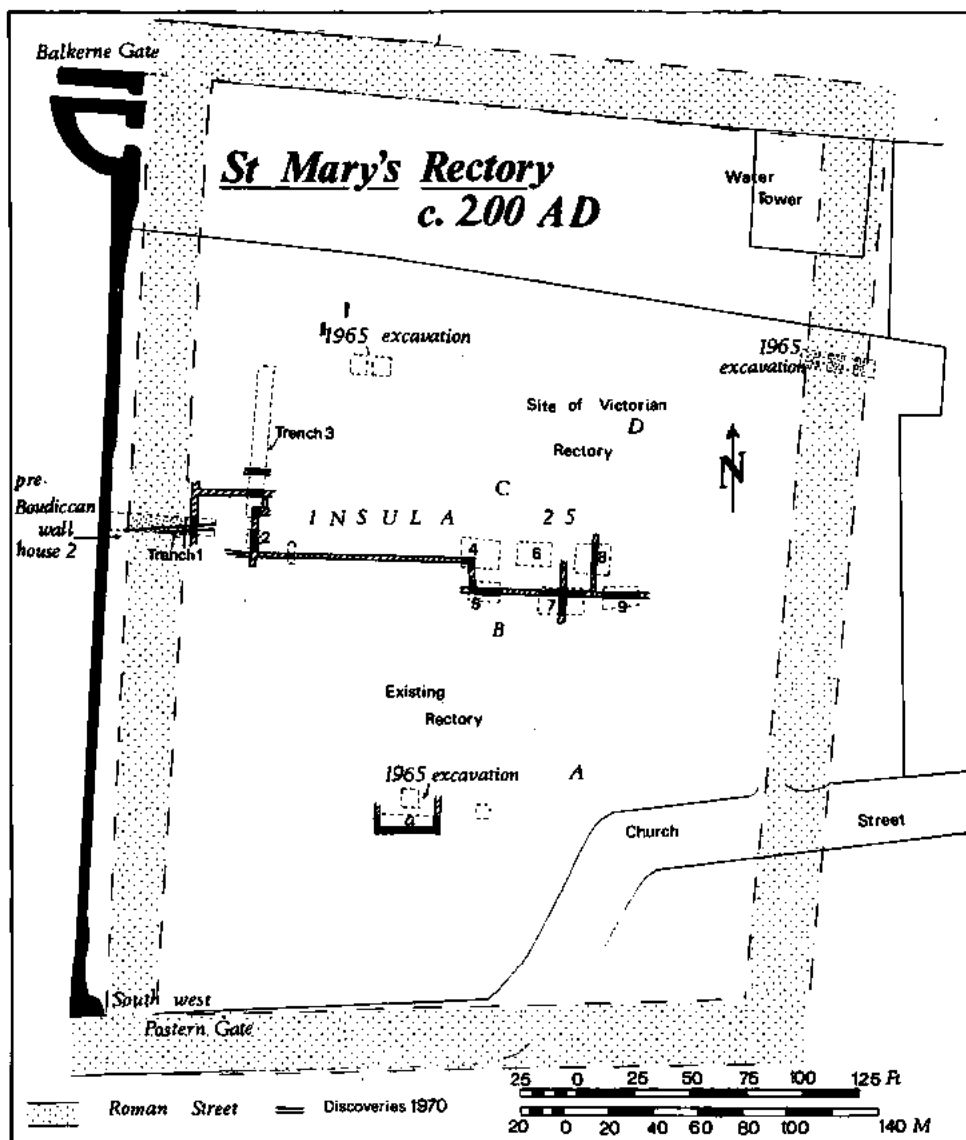 Balkerne Gate
St Mary's Rectory
c. 200 AD
Water
Tower
1965 excavation
1965
excavation
Site of Victorian
D
Rectory
Trench 3
N
pre-
Boudiccan
wall
house 2
Trench 1
C
INSULA 25
2
4
6
8
5
7
9
B
Existing
Rectory
1965 excavation
A
a
Church
Street
South west
Postern Gate
25 0 25 50 75 100 125 Ft
20 0 20 40 60 80 100 140 M
Roman Street
Discoveries 1970